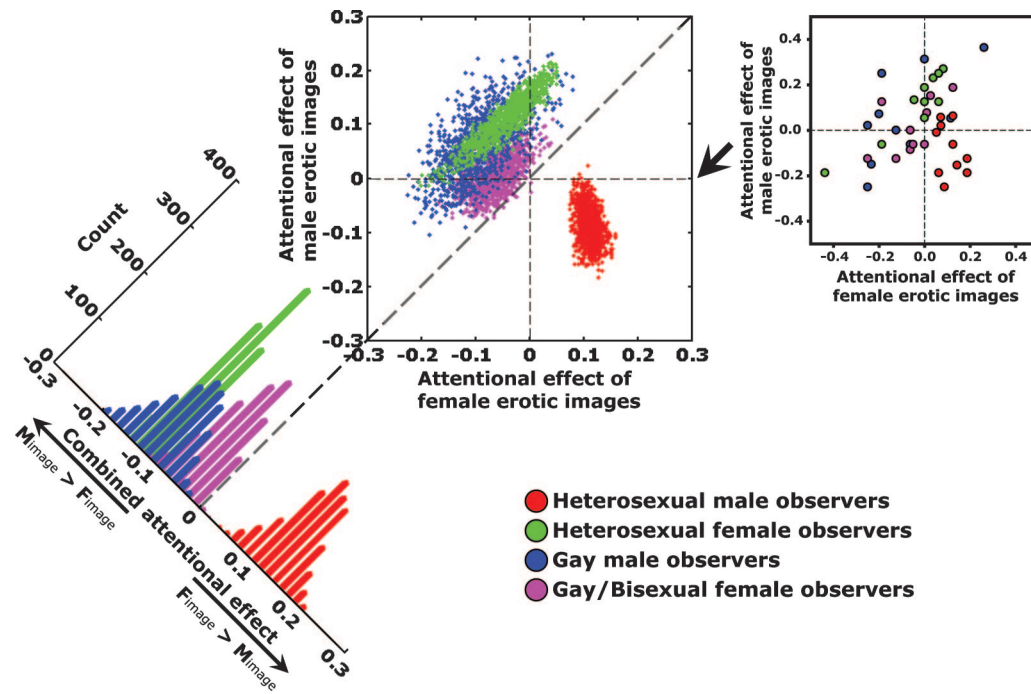 0.3
0.2
0.1
0
-0.1
-0.2
-0.3
Attentional effect of
male erotic images
-0.3
-0.2
-0.1
0
0.1
0.2
0.3
Attentional effect of
female erotic images
0.4
0.2
0.0
-0.2
-0.4
Attentional effect of
male erotic images
-0.4
-0.2
0.0
0.2
0.4
Attentional effect of
female erotic images
400
300
200
100
0
Count
-0.3
-0.2
-0.1
0
0.1
0.2
0.3
Combined attentional effect
Mimage > Fimage
Fimage > Mimage
Heterosexual male observers
Heterosexual female observers
Gay male observers
Gay/Bisexual female observers